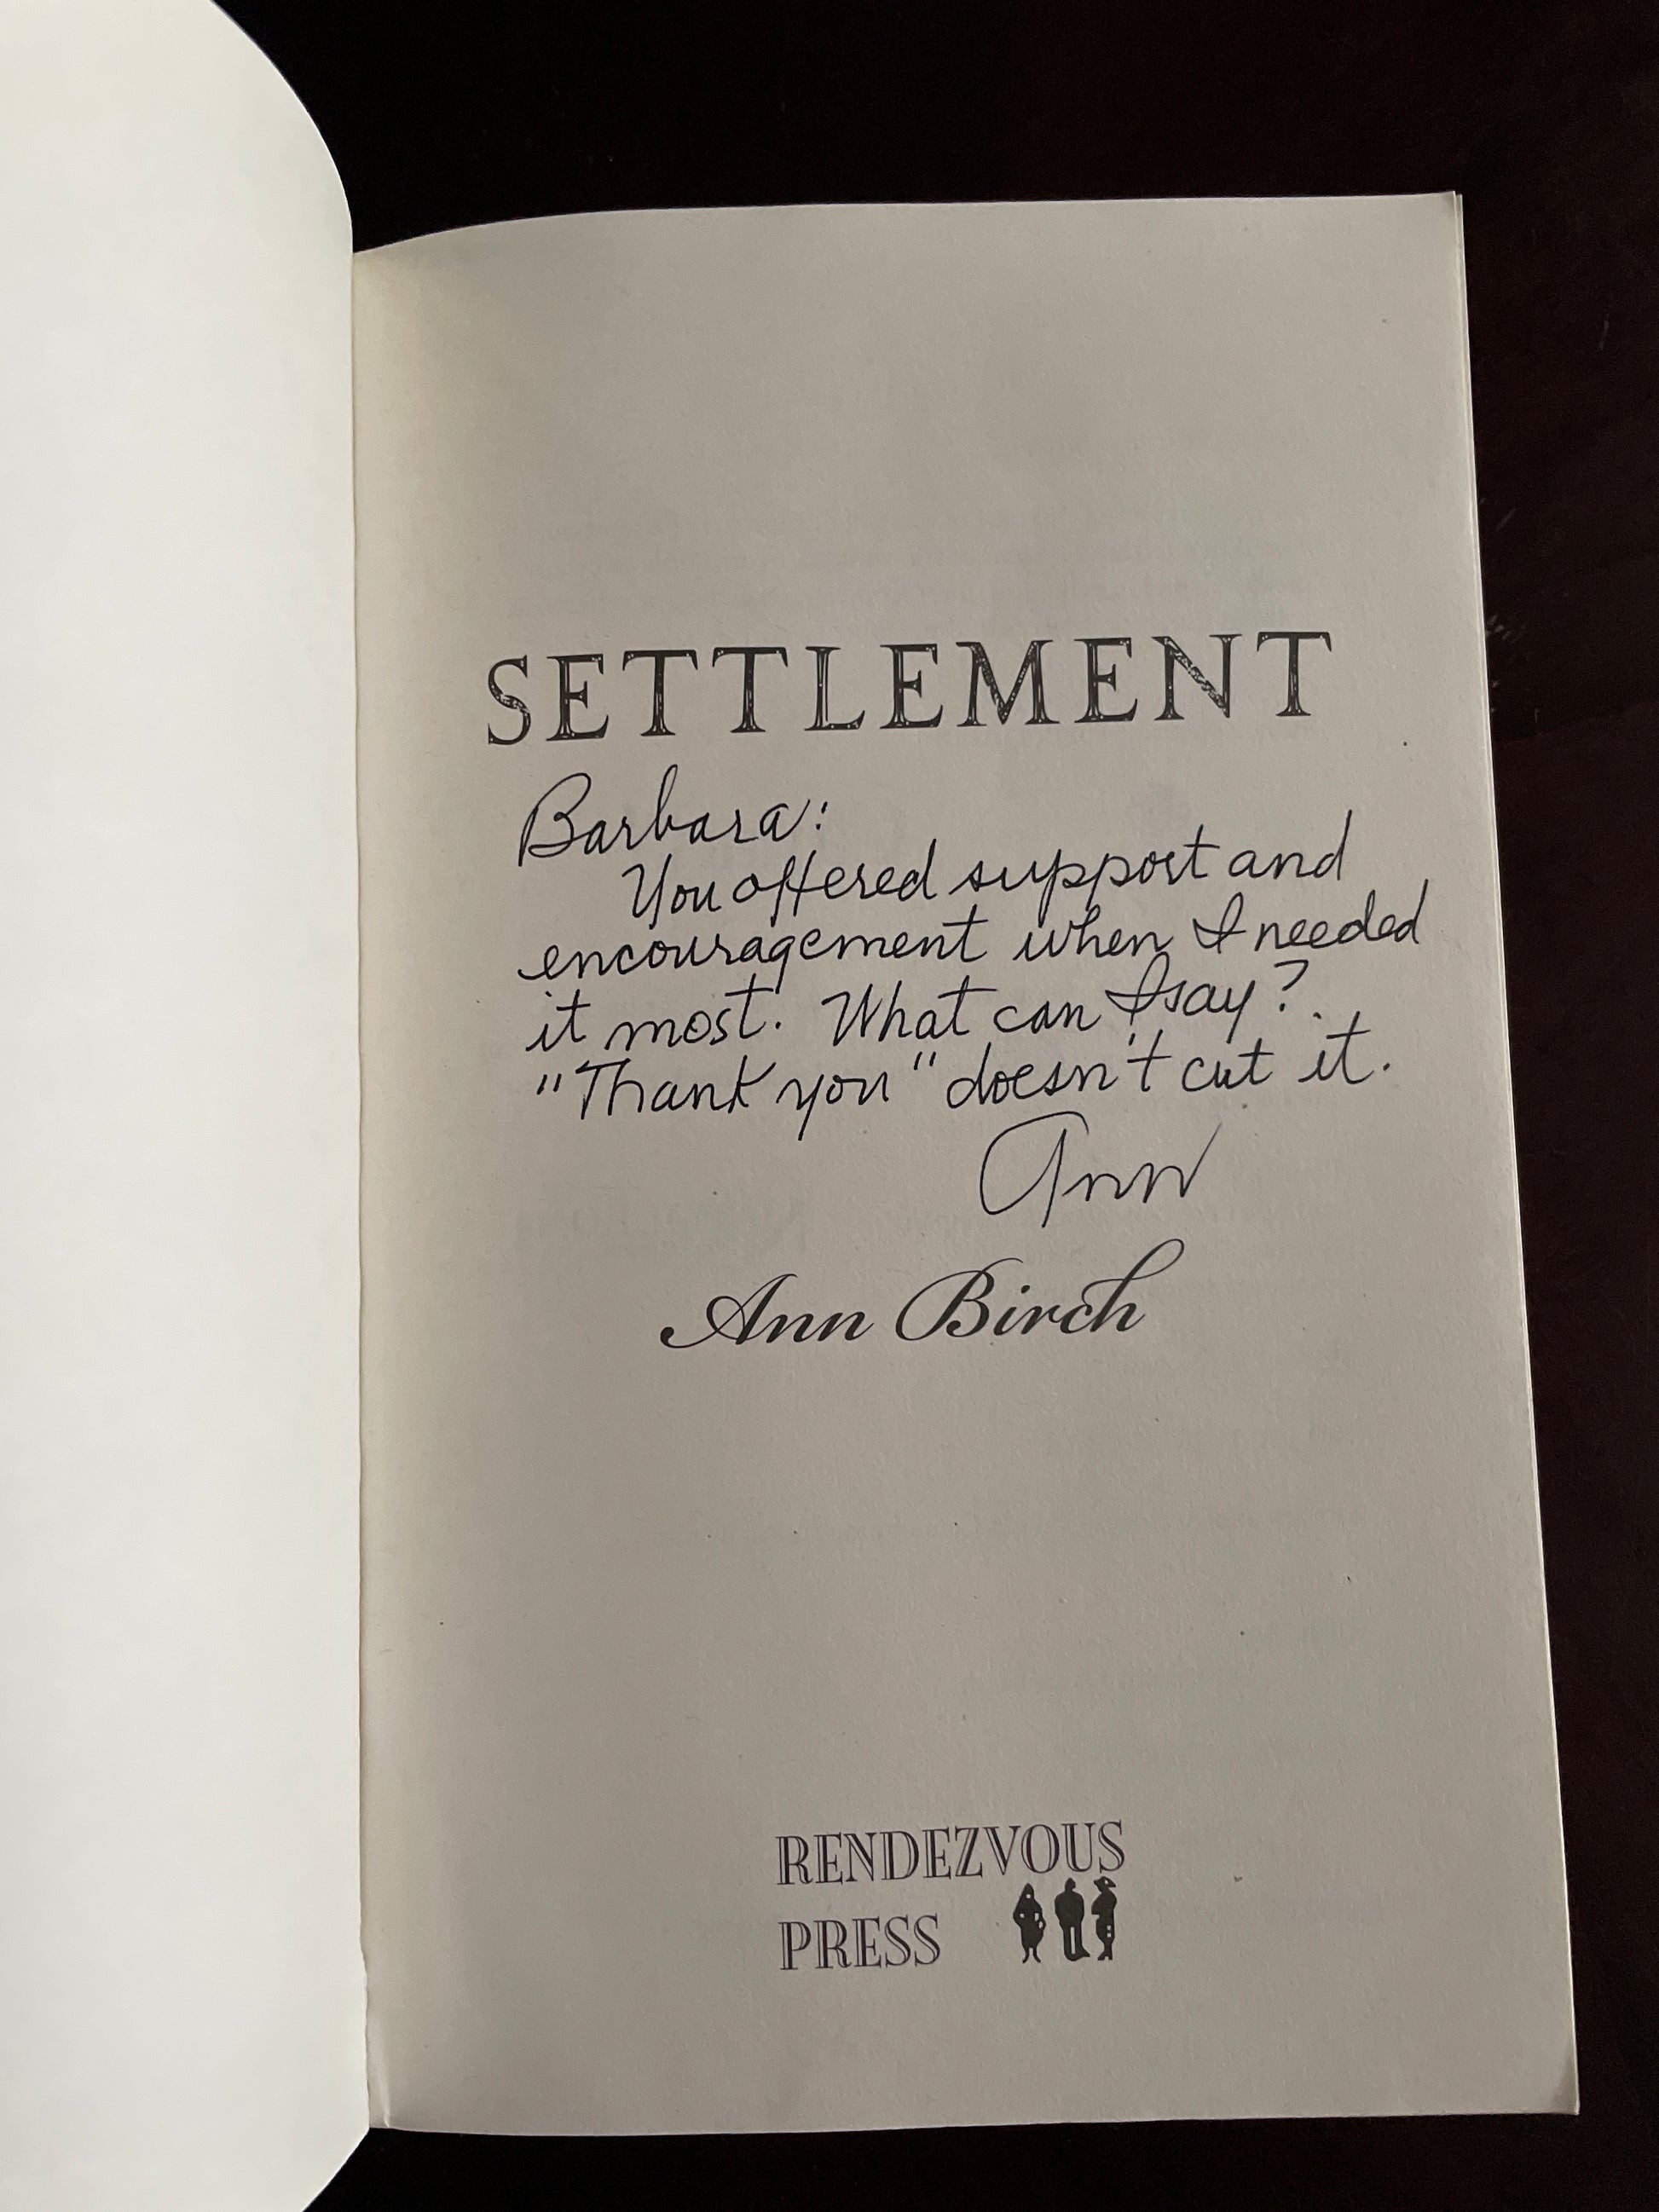 SETTLEMENT
Barbara:
You offered support and
encouragement when I needed
it most. What can I say?
"Thank you" doesn't cut it.
Ann
Ann Birch
RENDEZVOUS
PRESS